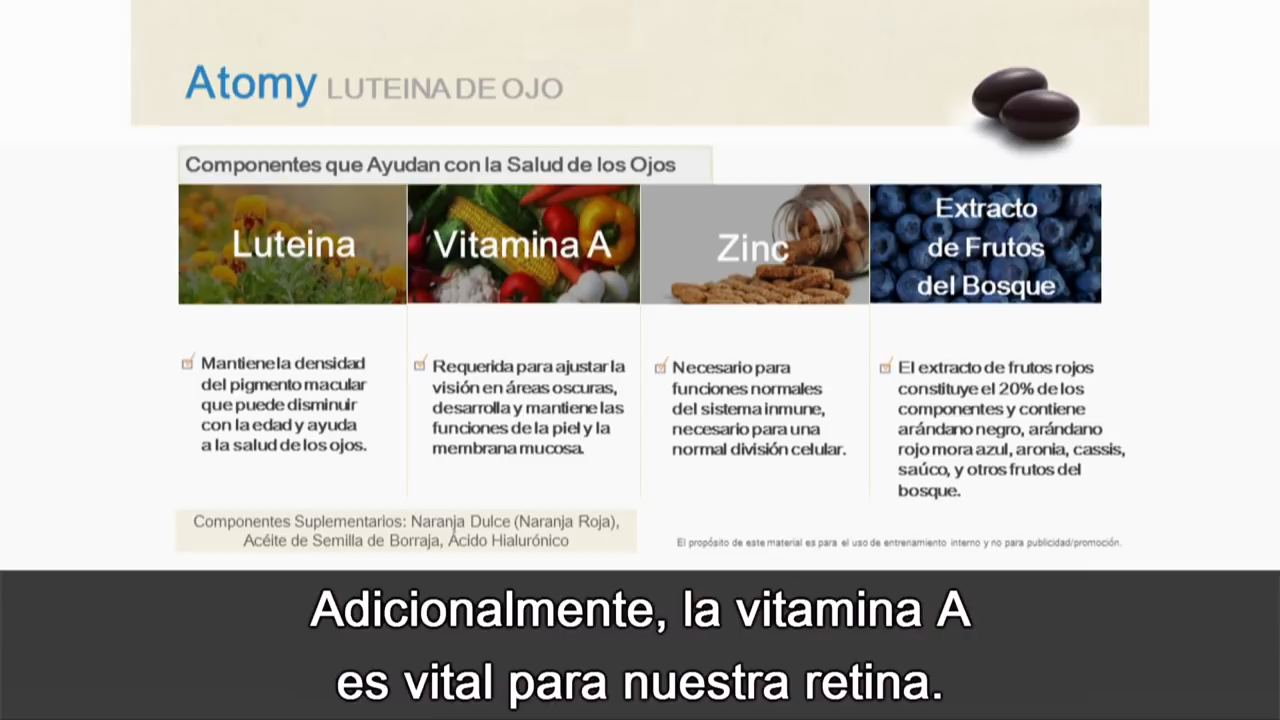 Atomy LUTEINA DE OJO
Componentes que Ayudan con la Salud de los Ojos
Luteina
Vitamina A
Zinc
Extracto
de Frutos
del Bosque
Mantiene la densidad
del pigmento macular
que puede disminuir
con la edad y ayuda
a la salud de los ojos.
Requerida para ajustar la
visión en áreas oscuras,
desarrolla y mantiene las
funciones de la piel y la
membrana mucosa.
Necesario para
funciones normales
del sistema inmune,
necesario para una
normal división celular.
El extracto de frutos rojos
constituye el 20% de los
componentes y contiene
arándano negro, arándano
rojo mora azul, aronia, cassis,
saúco, y otros frutos del
bosque.
Componentes Suplementarios: Naranja Dulce (Naranja Roja),
Acéite de Semilla de Borraja, Ácido Hialurónico
El propósito de este material es para el uso de entrenamiento interno y no para publicidad/promoción.
Adicionalmente, la vitamina A
es vital para nuestra retina.